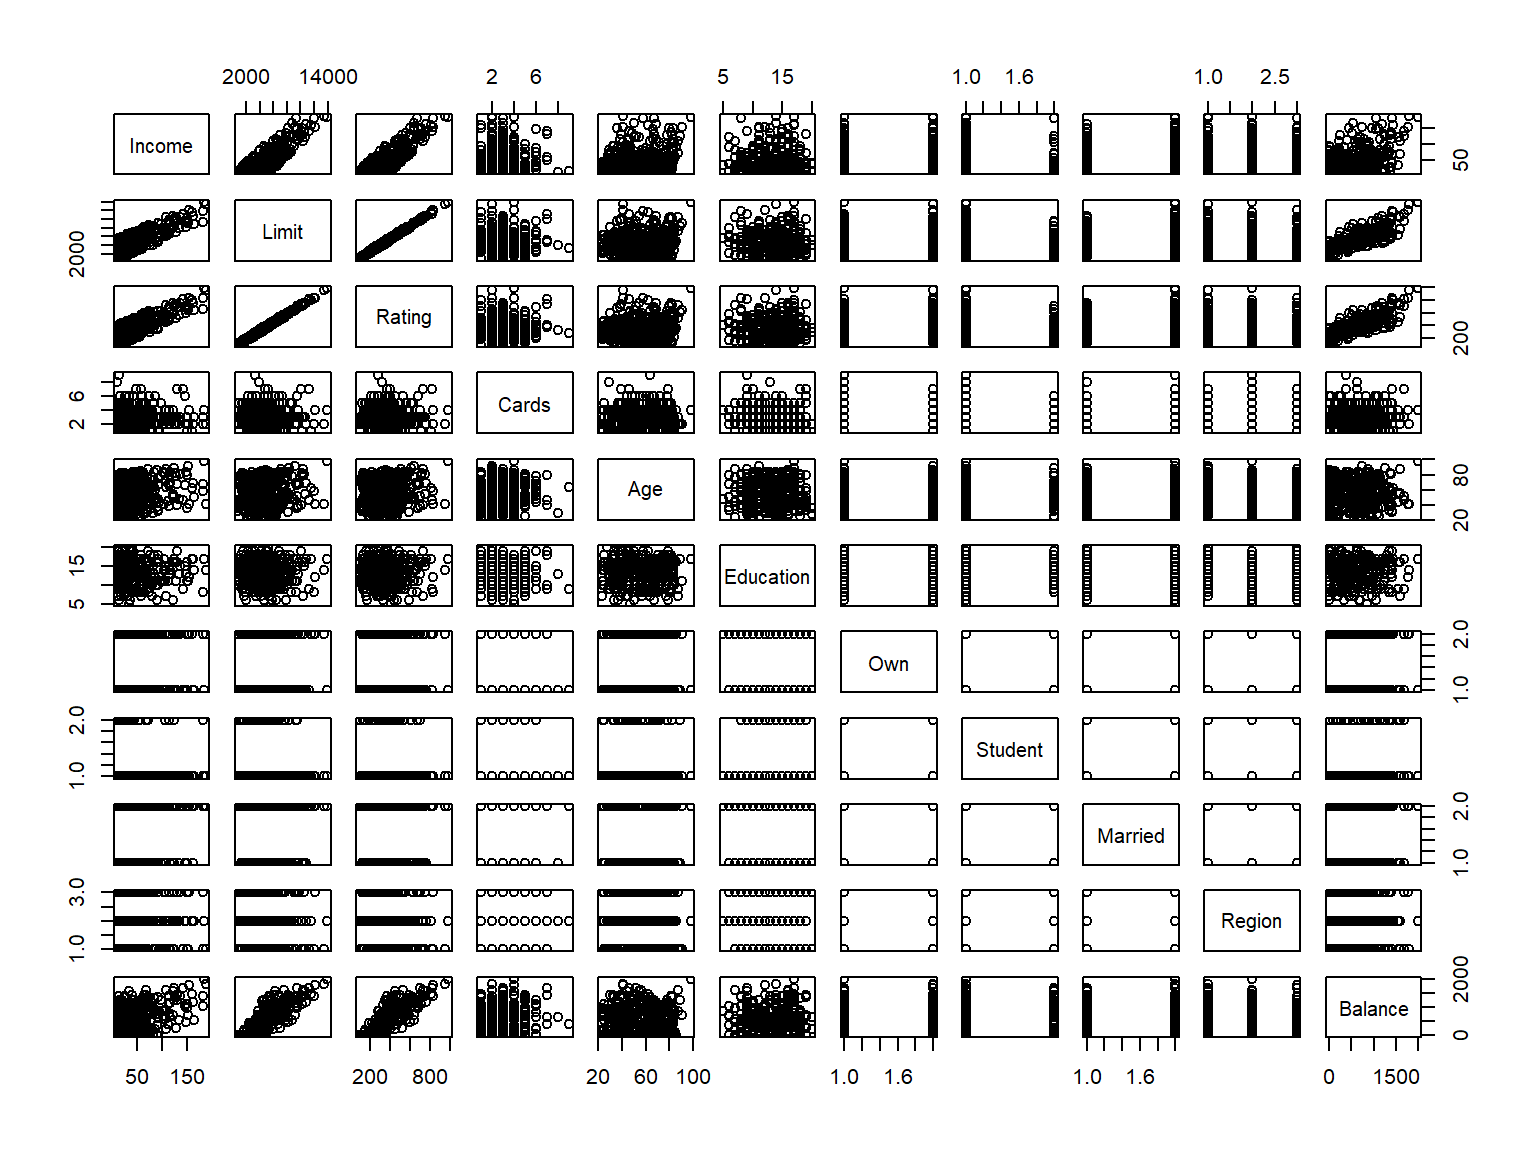 2000 14000 2 6 5 15 1.0 1.6 1.0 2.5
Income 50
2000 Limit
Rating 200
2 6 Cards
Age 20 80
5 15 Education
Own 1.0 2.0
1.0 2.0 Student
Married 1.0 2.0
1.0 3.0 Region
Balance 0 2000
50 150 200 800 20 60 100 1.0 1.6 1.0 1.6 0 1500